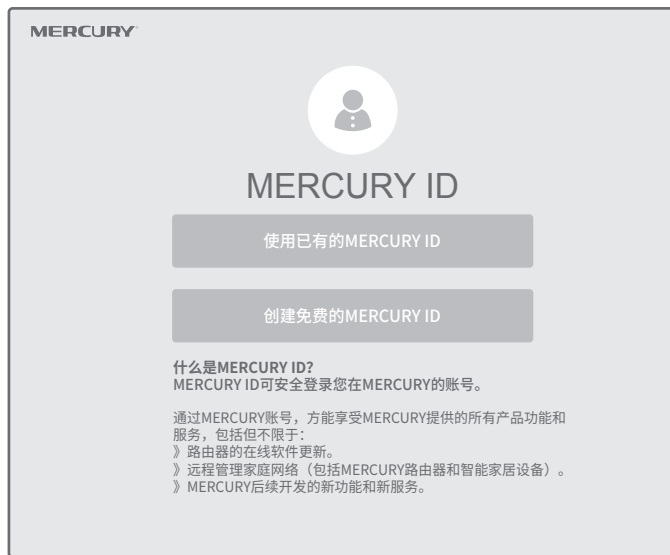 MERCURY
MERCURY ID
使用已有的MERCURY ID
创建免费的MERCURY ID
什么是MERCURY ID?
MERCURY ID可安全登录您在MERCURY的账号。
通过MERCURY账号，方能享受MERCURY提供的所有产品功能和
服务，包括但不限于：
》路由器的在线软件更新。
》远程管理家庭网络（包括MERCURY路由器和智能家居设备）。
》MERCURY后续开发的新功能和新服务。